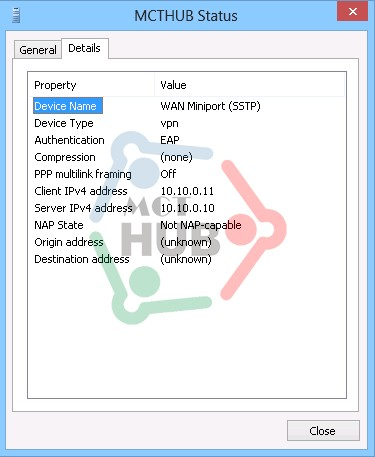 MCTHUB Status
General Details
Property Value
Device Name WAN Miniport (SSTP)
Device Type vpn
Authentication EAP
Compression (none)
PPP multilink framing Off
Client IPv4 address 10.10.0.11
Server IPv4 address 10.10.0.10
NAP State Not NAP-capable
Origin address (unknown)
Destination address (unknown)
MCT
HUB
Close